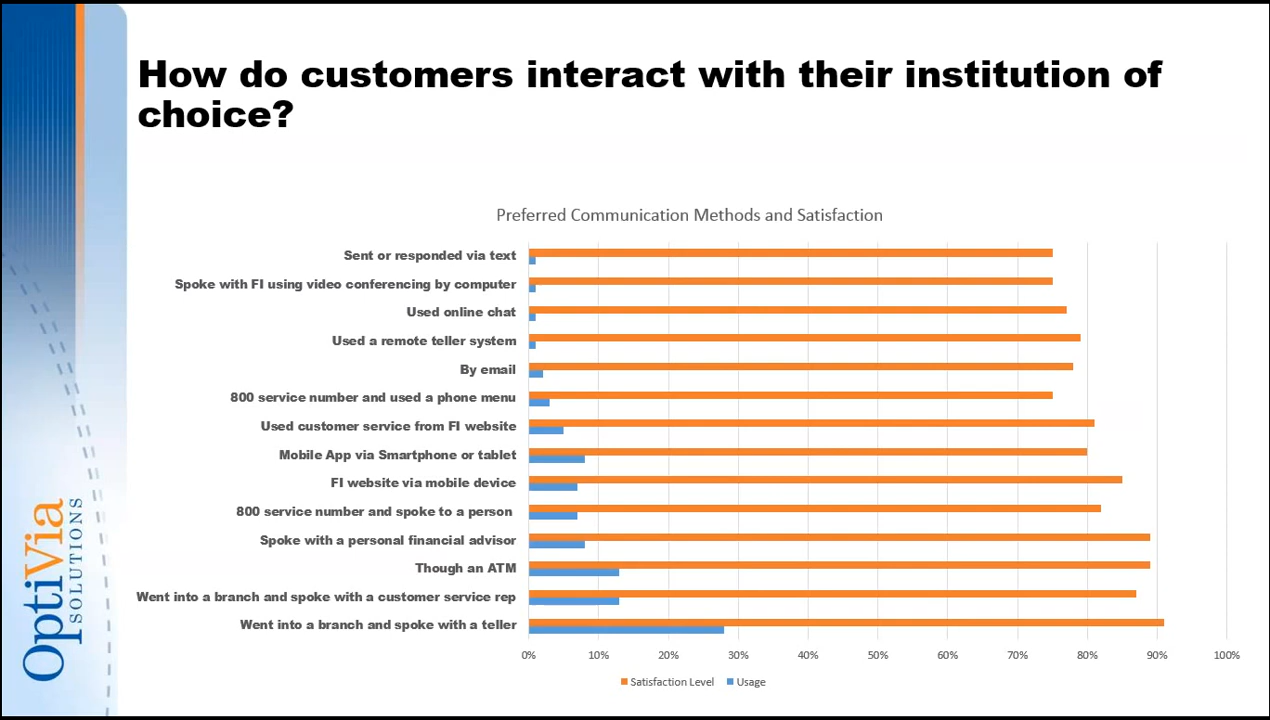 How do customers interact with their institution of
choice?
Preferred Communication Methods and Satisfaction
Sent or responded via text
Spoke with FI using video conferencing by computer
Used online chat
Used a remote teller system
By email
800 service number and used a phone menu
Used customer service from FI website
Mobile App via Smartphone or tablet
FI website via mobile device
800 service number and spoke to a person
Spoke with a personal financial advisor
Though an ATM
Went into a branch and spoke with a customer service rep
Went into a branch and spoke with a teller
0% 10% 20% 30% 40% 50% 60% 70% 80% 90% 100%
Satisfaction Level Usage
OptiVia
SOLUTIONS